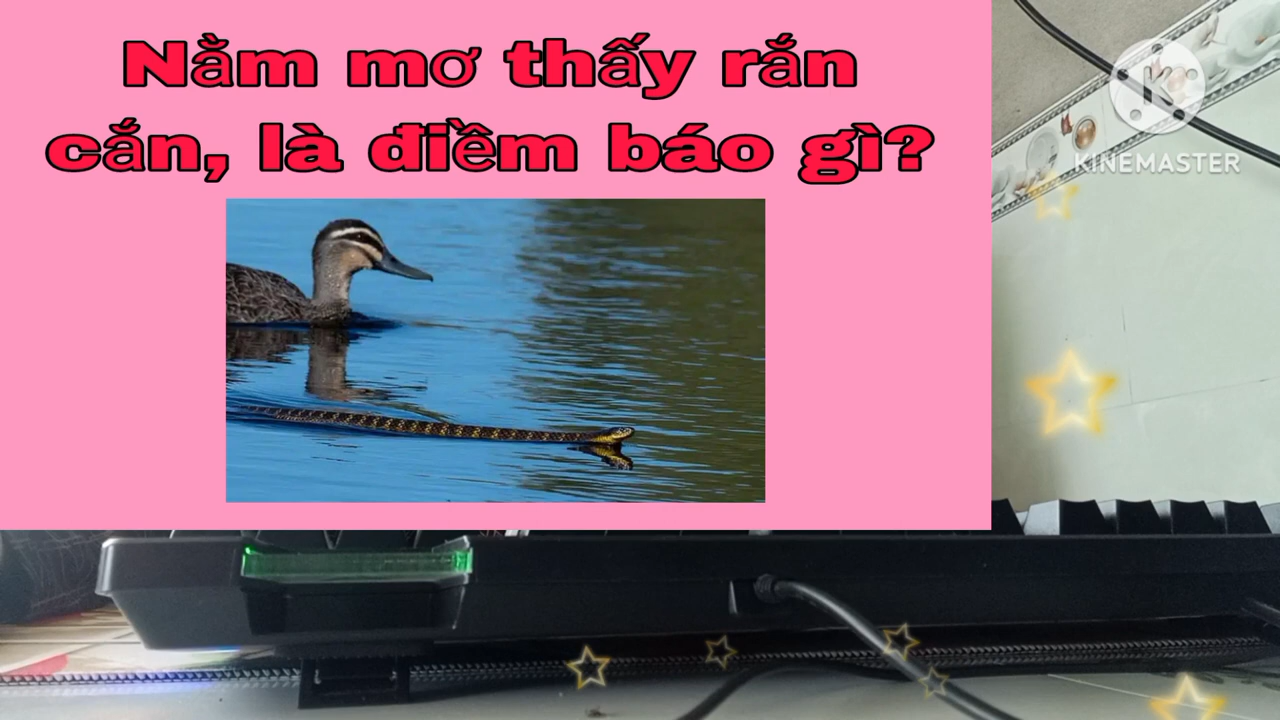 Nằm mơ thấy rắn
cắn, là điềm báo gì?
K
KINEMASTER